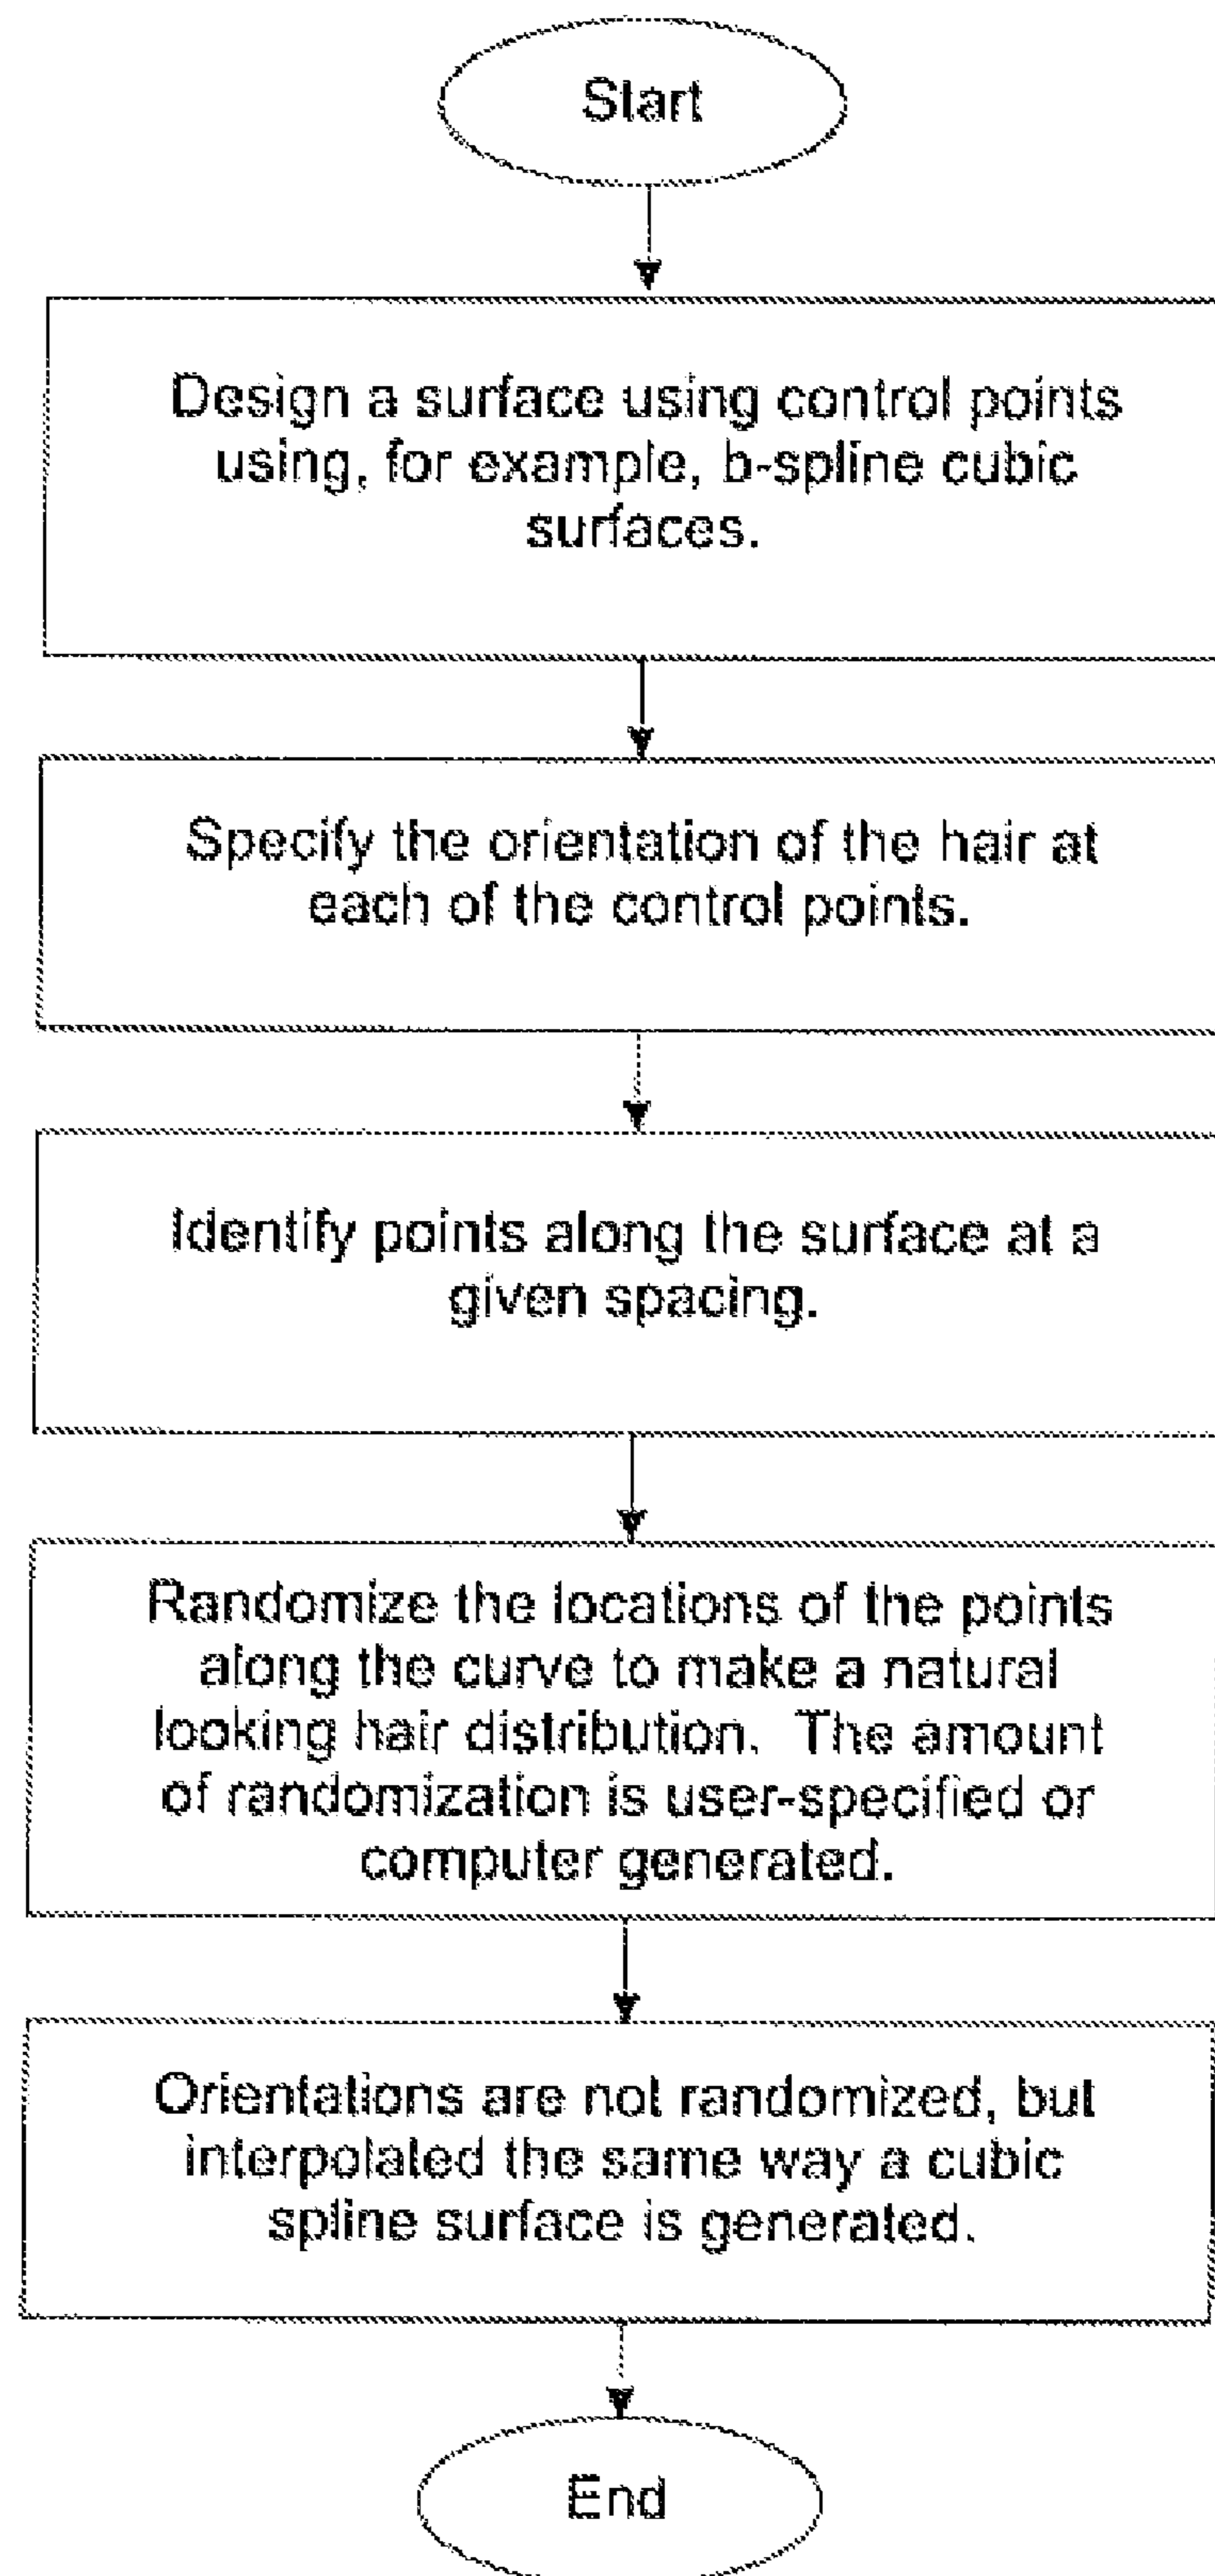 Start
Design a surface using control points
using, for example, b-spline cubic
surfaces.
Specify the orientation of the hair at
each of the control points.
Identify points along the surface at a
given spacing.
Randomize the locations of the points
along the curve to make a natural
looking hair distribution. The amount
of randomization is user-specified or
computer generated.
Orientations are not randomized, but
interpolated the same way a cubic
spline surface is generated.
End